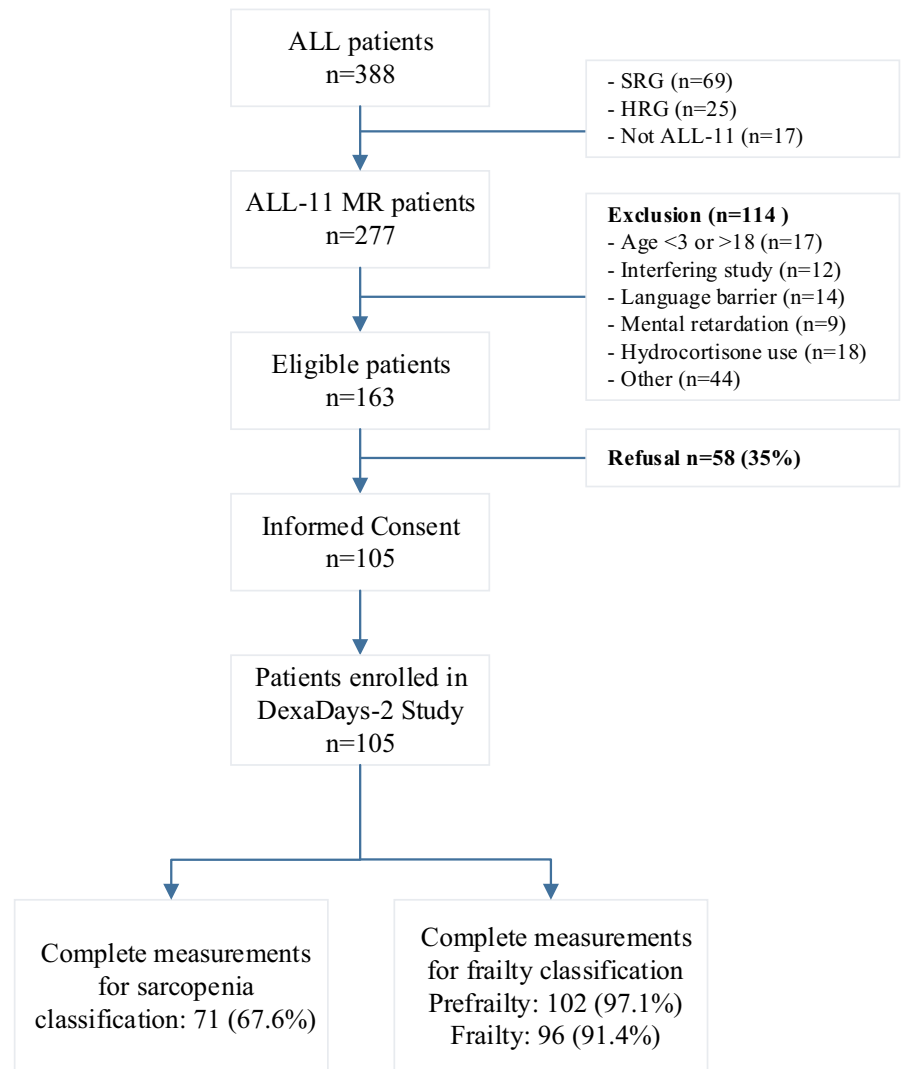 ALL patients
n=388
- SRG (n=69)
- HRG (n=25)
- Not ALL-11 (n=17)
ALL-11 MR patients
n=277
Exclusion (n=114 )
- Age <3 or >18 (n=17)
- Interfering study (n=12)
- Language barrier (n=14)
- Mental retardation (n=9)
- Hydrocortisone use (n=18)
- Other (n=44)
Eligible patients
n=163
Refusal n=58 (35%)
Informed Consent
n=105
Patients enrolled in
DexaDays-2 Study
n=105
Complete measurements
for sarcopenia
classification: 71 (67.6%)
Complete measurements
for frailty classification
Prefrailty: 102 (97.1%)
Frailty: 96 (91.4%)